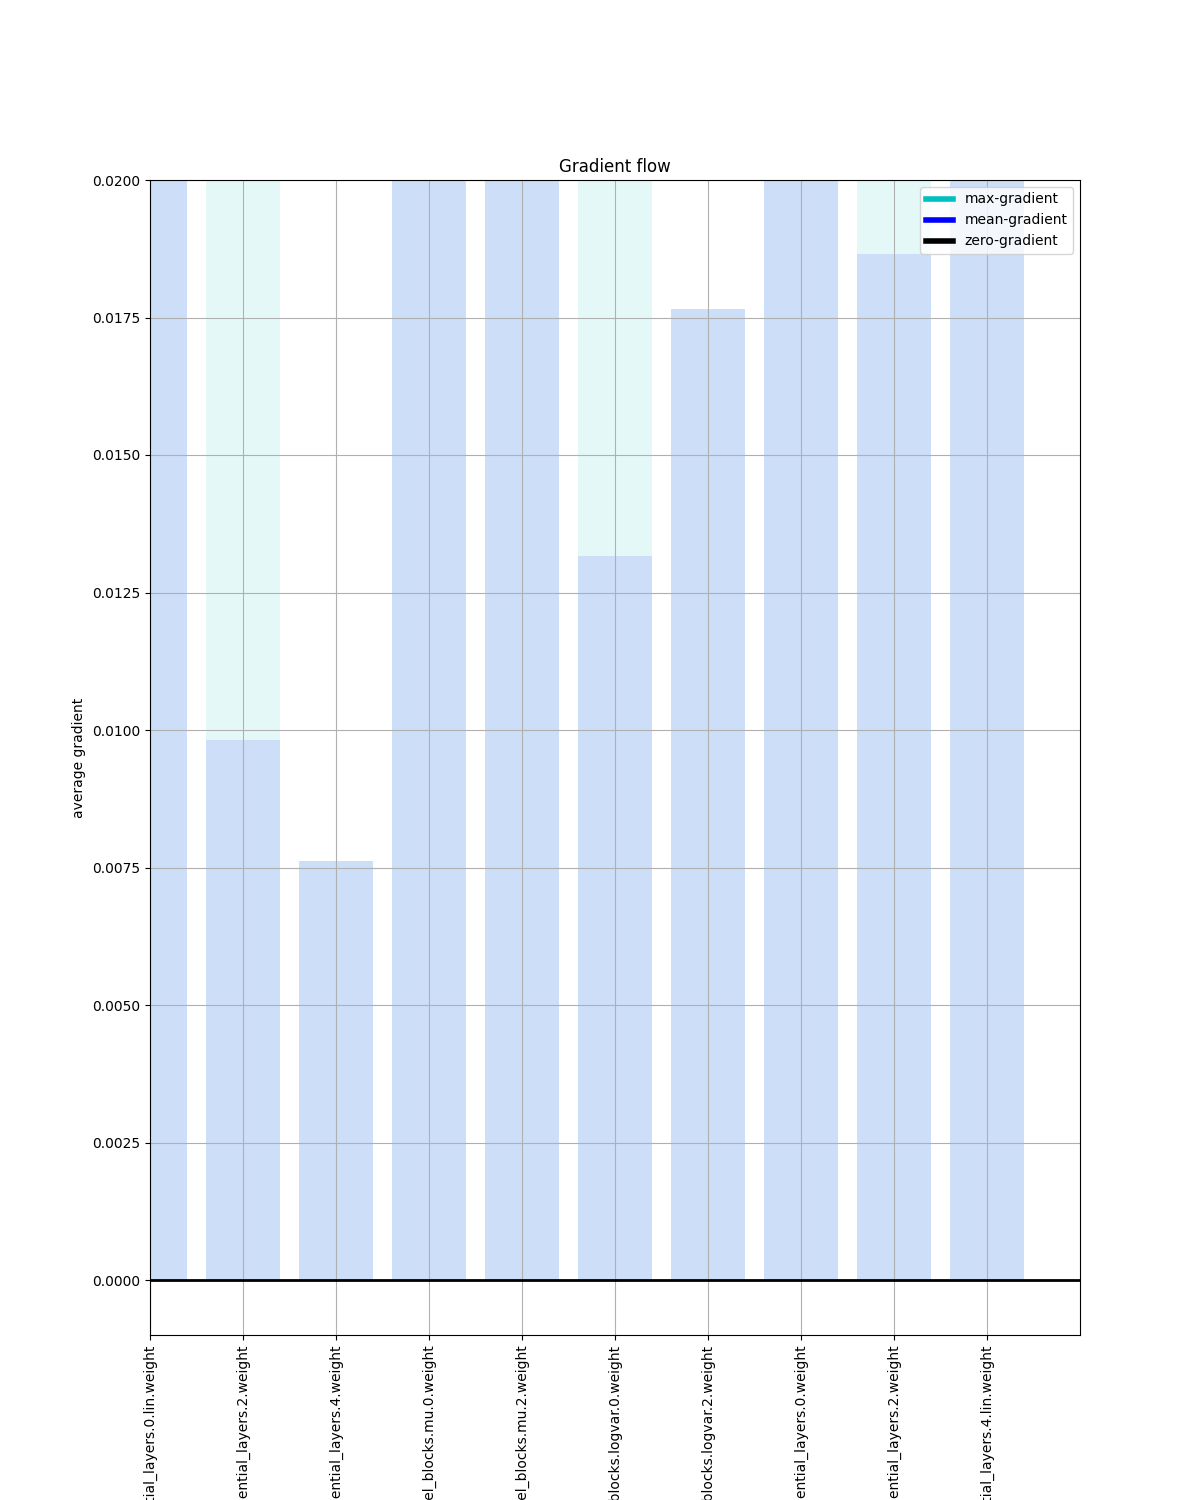 Gradient flow
max-gradient
mean-gradient
zero-gradient
0.0200
0.0175
0.0150
0.0125
0.0100
0.0075
0.0050
0.0025
0.0000
average gradient
tial_layers.0.lin.weight
ential_layers.2.weight
ential_layers.4.weight
el_blocks.mu.0.weight
el_blocks.mu.2.weight
blocks.logvar.0.weight
blocks.logvar.2.weight
ential_layers.0.weight
ential_layers.2.weight
tial_layers.4.lin.weight